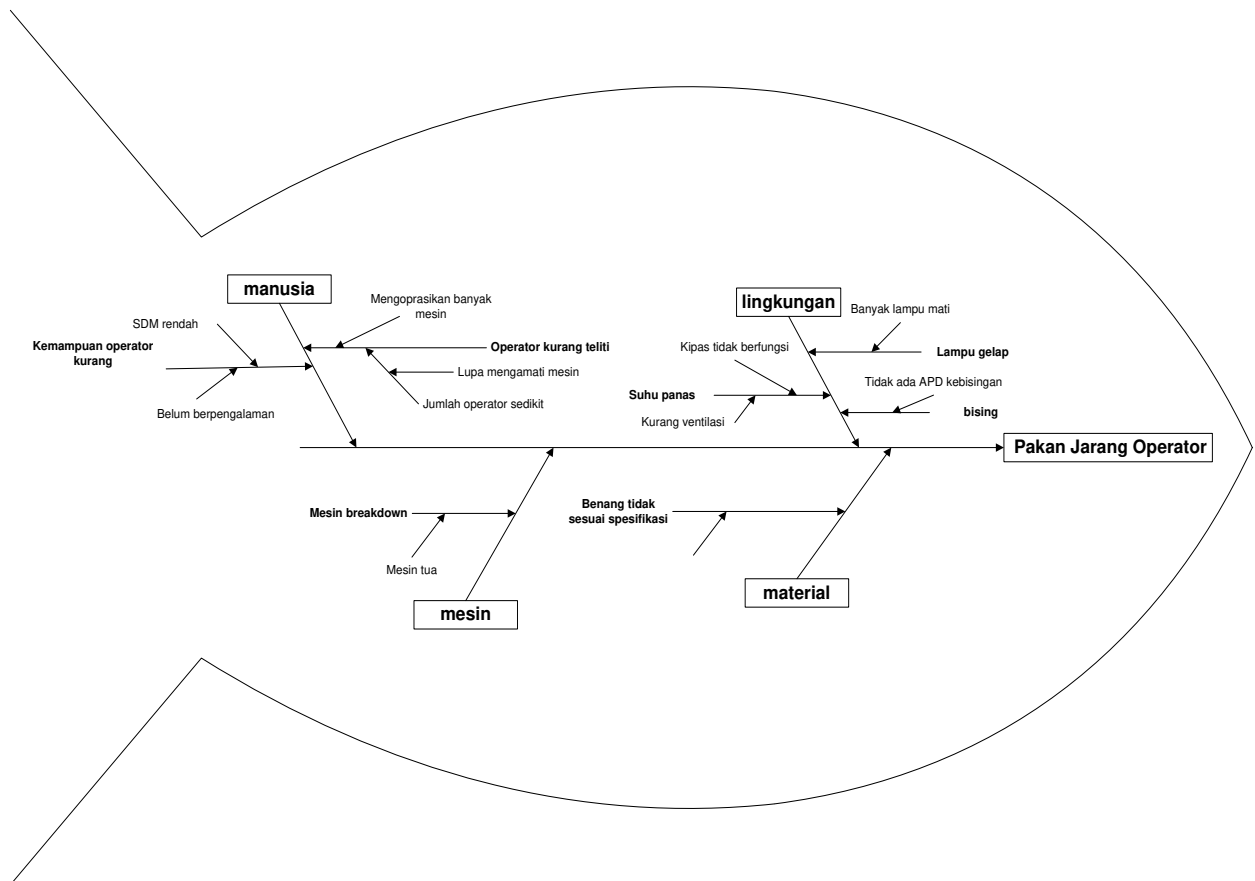 manusia
lingkungan
Mengoprasikan banyak
mesin
Banyak lampu mati
SDM rendah
Kemampuan operator
kurang
Operator kurang teliti
Kipas tidak berfungsi
Lampu gelap
Lupa mengamati mesin
Tidak ada APD kebisingan
Suhu panas
Jumlah operator sedikit
Belum berpengalaman
Kurang ventilasi
bising
Pakan Jarang Operator
Mesin breakdown
Benang tidak
sesuai spesifikasi
Mesin tua
mesin
material